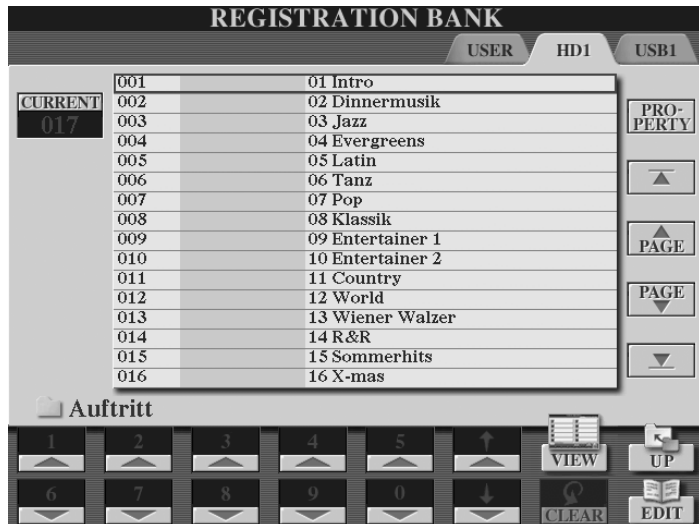 REGISTRATION BANK
USER HD1 USB1
CURRENT
017
001 01 Intro
002 02 Dinnermusik
003 03 Jazz
004 04 Evergreens
005 05 Latin
006 06 Tanz
007 07 Pop
008 08 Klassik
009 09 Entertainer 1
010 10 Entertainer 2
011 11 Country
012 12 World
013 13 Wiener Walzer
014 14 R&R
015 15 Sommerhits
016 16 X-mas
PRO-
PERTY
PAGE
PAGE
Auftritt
1 2 3 4 5
VIEW UP
6 7 8 9 0
CLEAR EDIT